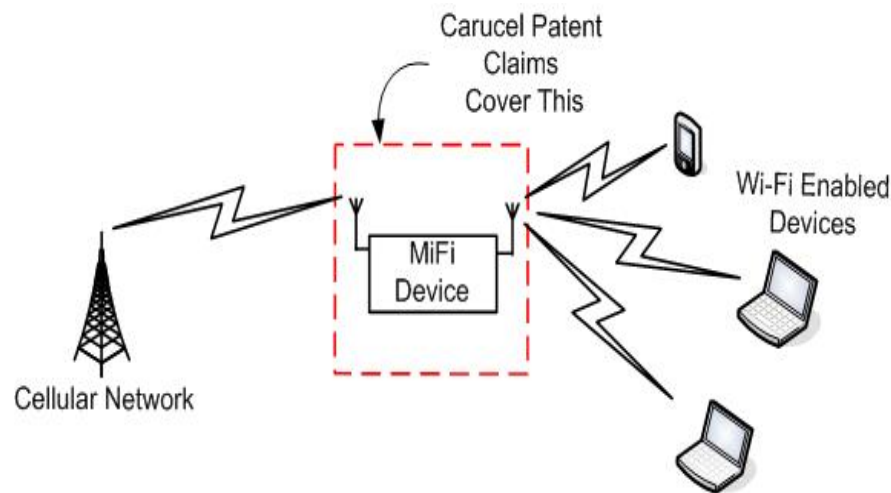 Carucel Patent
Claims
Cover This
Wi-Fi Enabled
Devices
MiFi
Device
Cellular Network